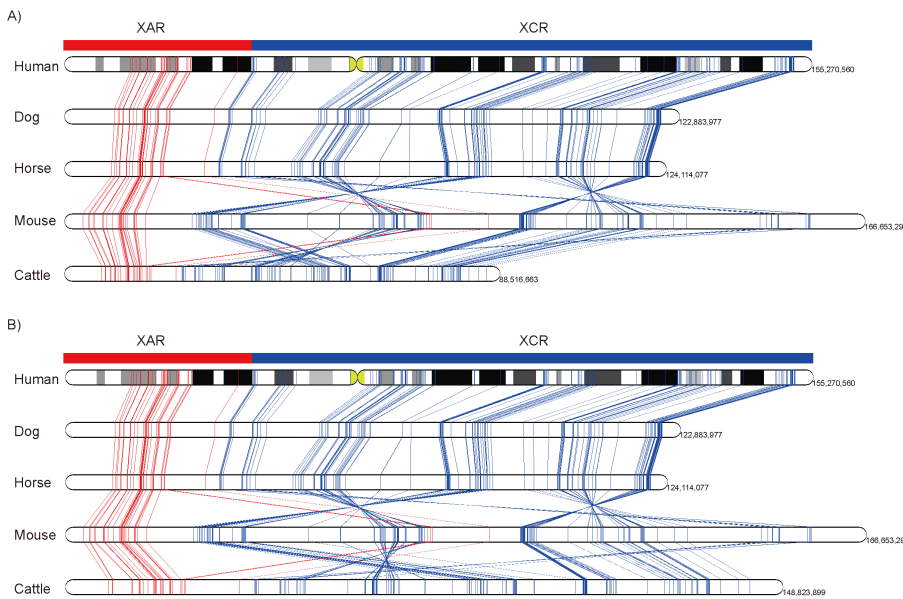 A)
XAR XCR
Human 155,270,560
Dog 122,883,977
Horse 124,114,077
Mouse 166,653,29
Cattle 88,516,663
B)
XAR XCR
Human 155,270,560
Dog 122,883,977
Horse 124,114,077
Mouse 166,653,29
Cattle 148,823,899